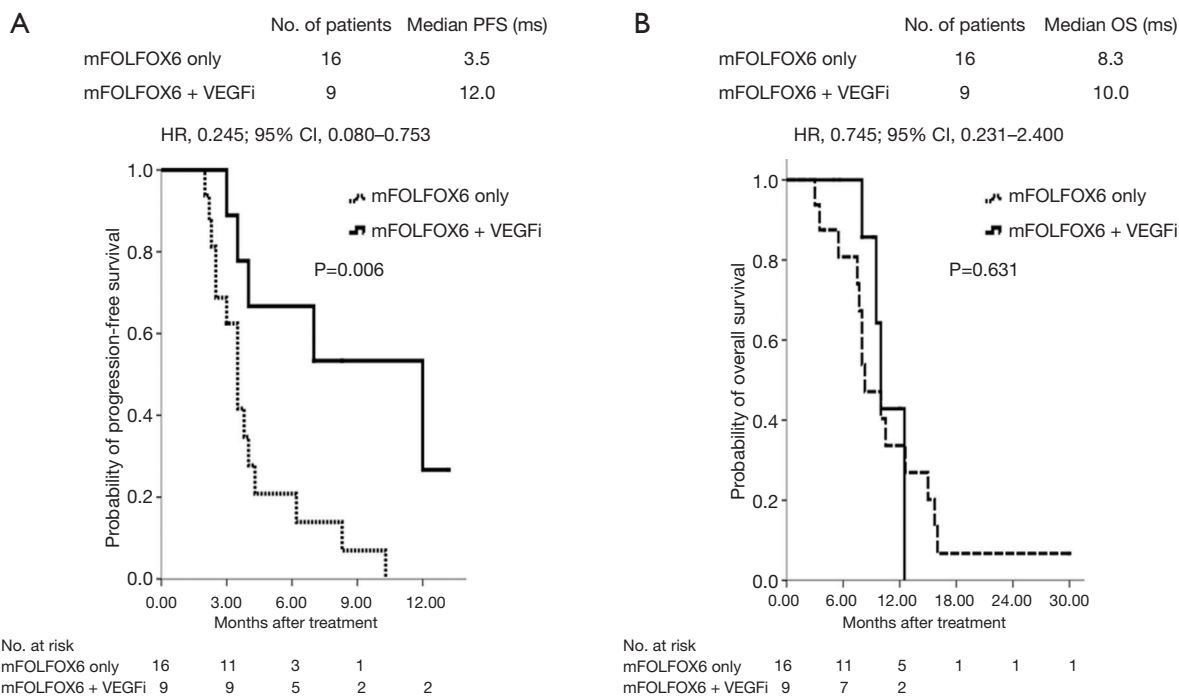 A
No. of patients Median PFS (ms)
mFOLFOX6 only 16 3.5
mFOLFOX6 + VEGFi 9 12.0
HR, 0.245; 95% CI, 0.080–0.753
mFOLFOX6 only
mFOLFOX6 + VEGFi
P=0.006
Probability of progression-free survival
1.0
0.8
0.6
0.4
0.2
0.0
0.00 3.00 6.00 9.00 12.00
Months after treatment
No. at risk
mFOLFOX6 only 16 11 3 1
mFOLFOX6 + VEGFi 9 9 5 2 2
B
No. of patients Median OS (ms)
mFOLFOX6 only 16 8.3
mFOLFOX6 + VEGFi 9 10.0
HR, 0.745; 95% CI, 0.231–2.400
mFOLFOX6 only
mFOLFOX6 + VEGFi
P=0.631
Probability of overall survival
1.0
0.8
0.6
0.4
0.2
0.0
0.00 6.00 12.00 18.00 24.00 30.00
Months after treatment
No. at risk
mFOLFOX6 only 16 11 5 1 1 1
mFOLFOX6 + VEGFi 9 7 2